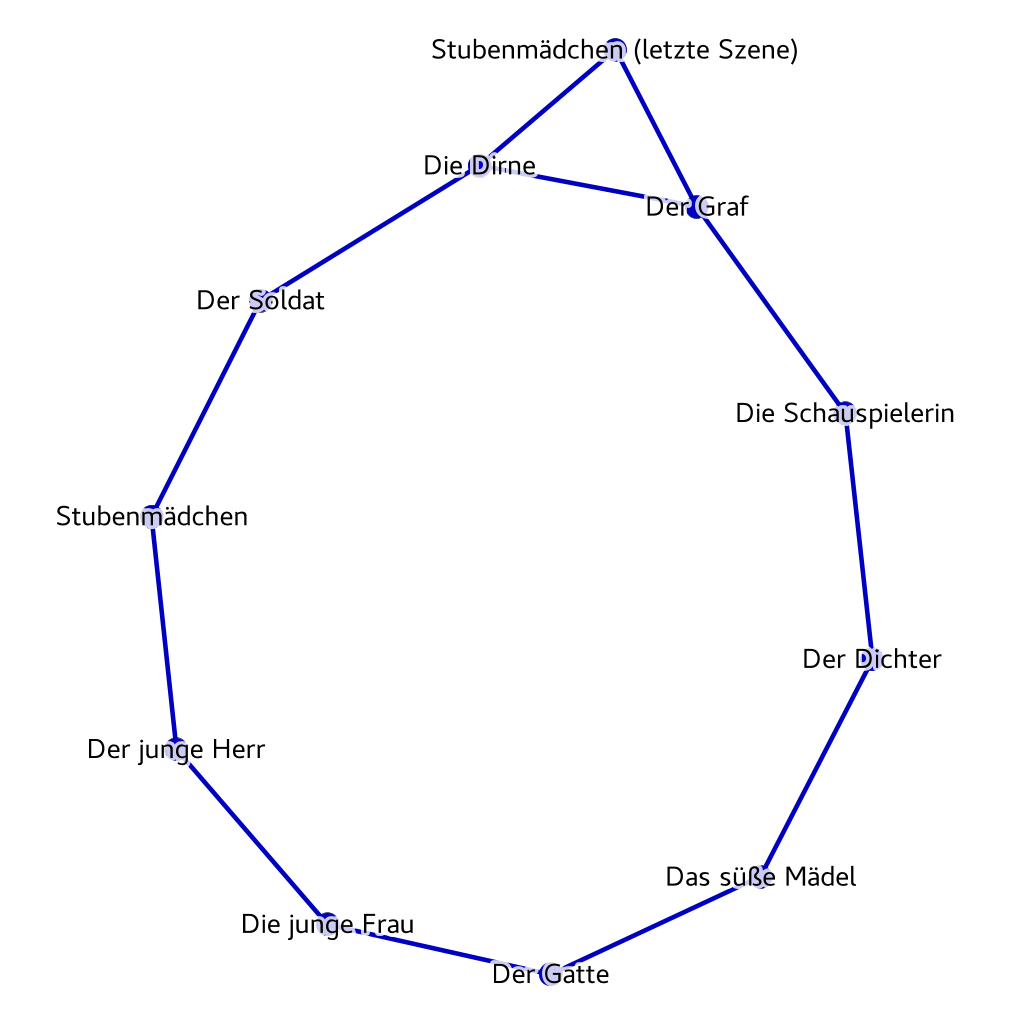 Stubenmädchen (letzte Szene)
Die Dirne
Der Graf
Der Soldat
Die Schauspielerin
Stubenmädchen
Der Dichter
Der junge Herr
Das süße Mädel
Die junge Frau
Der Gatte